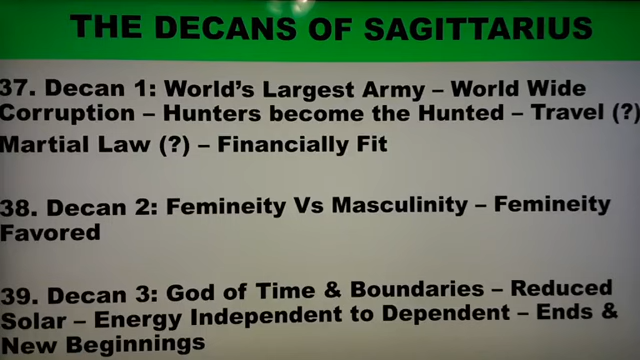 THE DECANS OF SAGITTARIUS
37. Decan 1: World's Largest Army – World Wide
Corruption – Hunters become the Hunted – Travel (?)
Martial Law (?) – Financially Fit
38. Decan 2: Femineity Vs Masculinity – Femineity
Favored
39. Decan 3: God of Time & Boundaries – Reduced
Solar – Energy Independent to Dependent – Ends &
New Beginnings